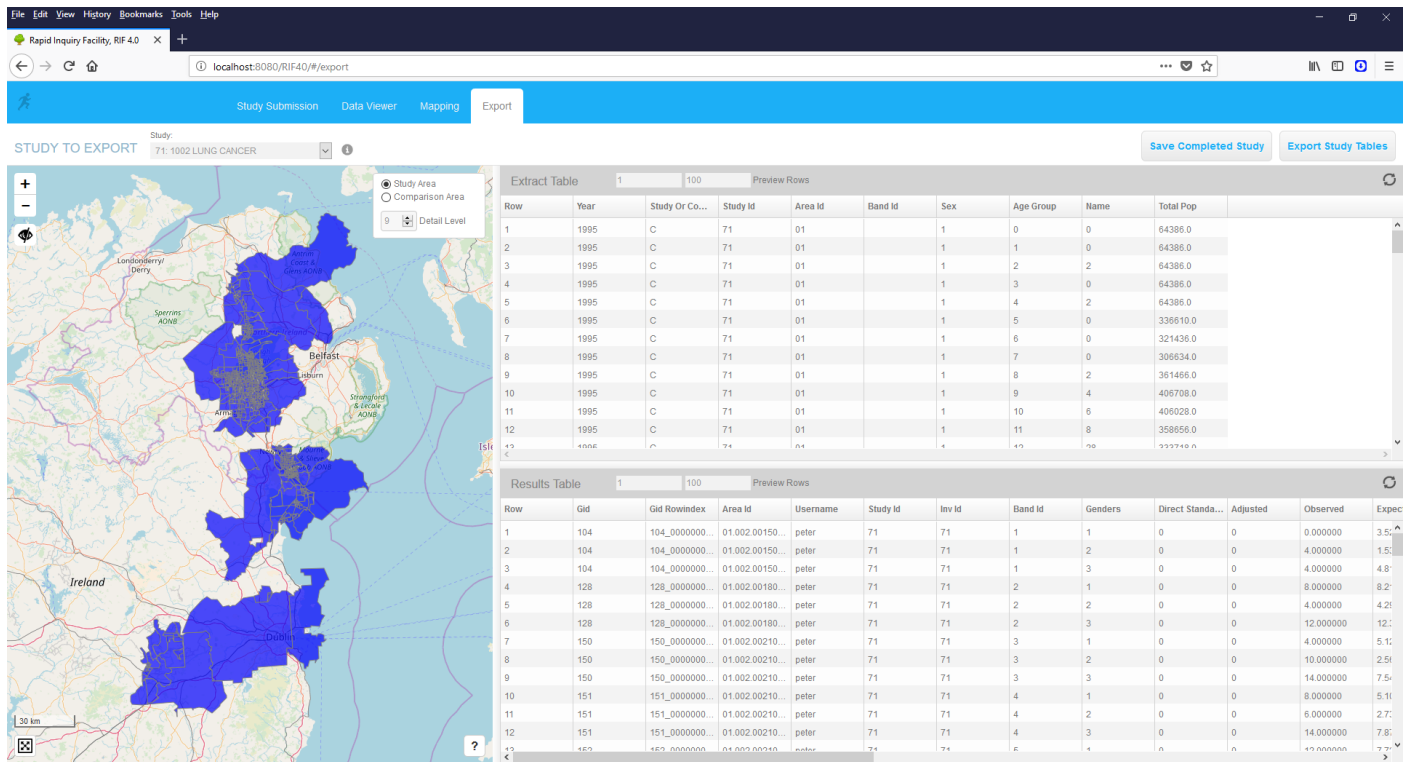 File Edit View History Bookmarks Tools Help
Rapid Inquiry Facility, RIF 4.0
localhost:8080/RIF40/#/export
Study Submission Data Viewer Mapping Export
STUDY TO EXPORT Study: 71: 1002 LUNG CANCER Save Completed Study Export Study Tables
Study Area
Comparison Area
9 Detail Level
Antrim
Coast &
Glens AONB
Londonderry/
Derry
Sperrins
AONB
Belfast
Lisburn
Strangford
& Lecale
AONB
Ireland
Dublin
30 km
?
Extract Table 1 100 Preview Rows
Row Year Study Or Co... Study Id Area Id Band Id Sex Age Group Name Total Pop
1 1995 C 71 01 1 0 0 64386.0
2 1995 C 71 01 1 1 0 64386.0
3 1995 C 71 01 1 2 2 64386.0
4 1995 C 71 01 1 3 0 64386.0
5 1995 C 71 01 1 4 2 64386.0
6 1995 C 71 01 1 5 0 336610.0
7 1995 C 71 01 1 6 0 321436.0
8 1995 C 71 01 1 7 0 306634.0
9 1995 C 71 01 1 8 2 361466.0
10 1995 C 71 01 1 9 4 406708.0
11 1995 C 71 01 1 10 6 406028.0
12 1995 C 71 01 1 11 8 358656.0
Results Table 1 100 Preview Rows
Row Gid Gid Rowindex Area Id Username Study Id Inv Id Band Id Genders Direct Standa... Adjusted Observed Expec
1 104 104_0000000... 01.002.00150... peter 71 71 1 1 0 0 0.000000
2 104 104_0000000... 01.002.00150... peter 71 71 1 2 0 0 4.000000
3 104 104_0000000... 01.002.00150... peter 71 71 1 3 0 0 4.000000
4 128 128_0000000... 01.002.00180... peter 71 71 2 1 0 0 8.000000
5 128 128_0000000... 01.002.00180... peter 71 71 2 2 0 0 4.000000
6 128 128_0000000... 01.002.00180... peter 71 71 2 3 0 0 12.000000
7 150 150_0000000... 01.002.00210... peter 71 71 3 1 0 0 4.000000
8 150 150_0000000... 01.002.00210... peter 71 71 3 2 0 0 10.000000
9 150 150_0000000... 01.002.00210... peter 71 71 3 3 0 0 14.000000
10 151 151_0000000... 01.002.00210... peter 71 71 4 1 0 0 8.000000
11 151 151_0000000... 01.002.00210... peter 71 71 4 2 0 0 6.000000
12 151 151_0000000... 01.002.00210... peter 71 71 4 3 0 0 14.000000